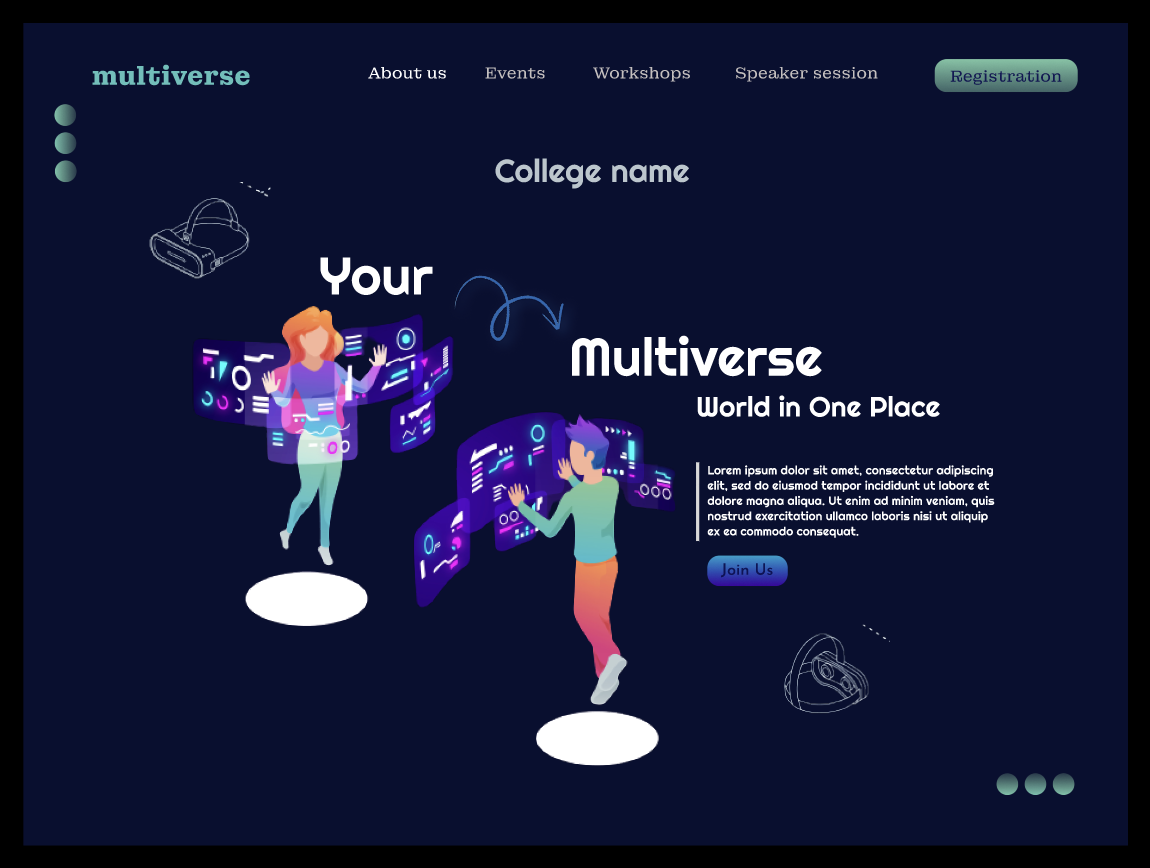 multiverse
About us
Events
Workshops
Speaker session
Registration
College name
Your
Multiverse
World in One Place
Lorem ipsum dolor sit amet, consectetur adipiscing
elit, sed do eiusmod tempor incididunt ut labore et
dolore magna aliqua. Ut enim ad minim veniam, quis
nostrud exercitation ullamco laboris nisi ut aliquip
ex ea commodo consequat.
Join Us